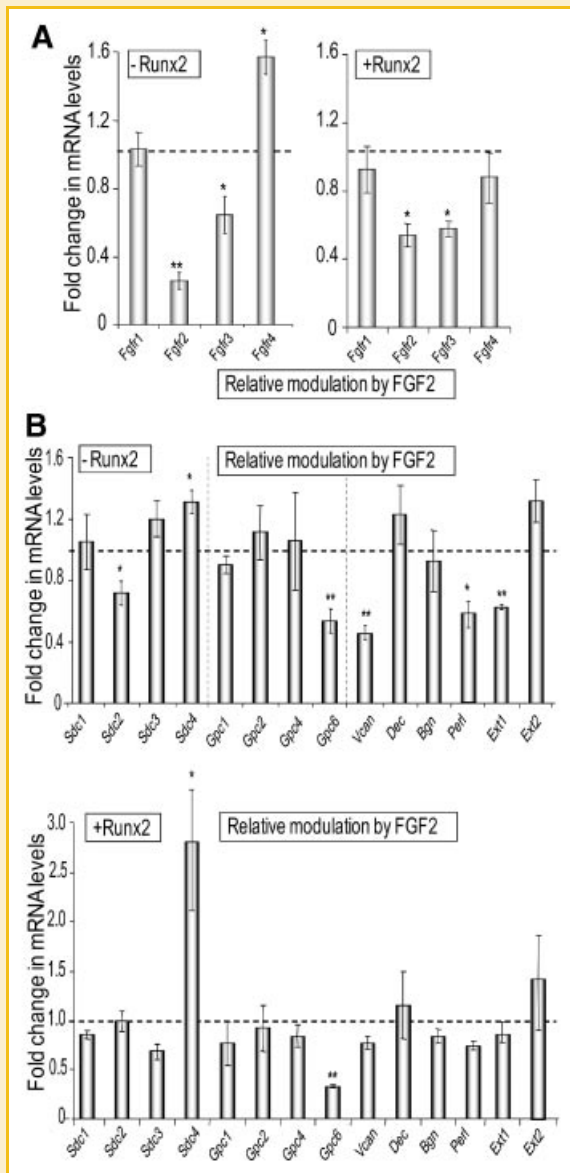 A
- Runx2
+Runx2
Fold change in mRNA levels
1.6
1.2
0.8
0.4
0
1.6
1.2
0.8
0.4
0
*
**
*
*
*
*
Fgfr1
Fgfr2
Fgfr3
Fgfr4
Fgfr1
Fgfr2
Fgfr3
Fgfr4
Relative modulation by FGF2
B
- Runx2
Relative modulation by FGF2
Fold change in mRNA levels
1.6
1.2
0.8
0.4
0
*
*
**
**
*
**
Sdc1
Sdc2
Sdc3
Sdc4
Gpc1
Gpc2
Gpc4
Gpc6
Vcan
Dec
Bgn
Perl
Ext1
Ext2
+Runx2
Relative modulation by FGF2
Fold change in mRNA levels
3.0
2.5
2.0
1.5
1.0
0.5
0.0
*
**
Sdc1
Sdc2
Sdc3
Sdc4
Gpc1
Gpc2
Gpc4
Gpc6
Vcan
Dec
Bgn
Perl
Ext1
Ext2